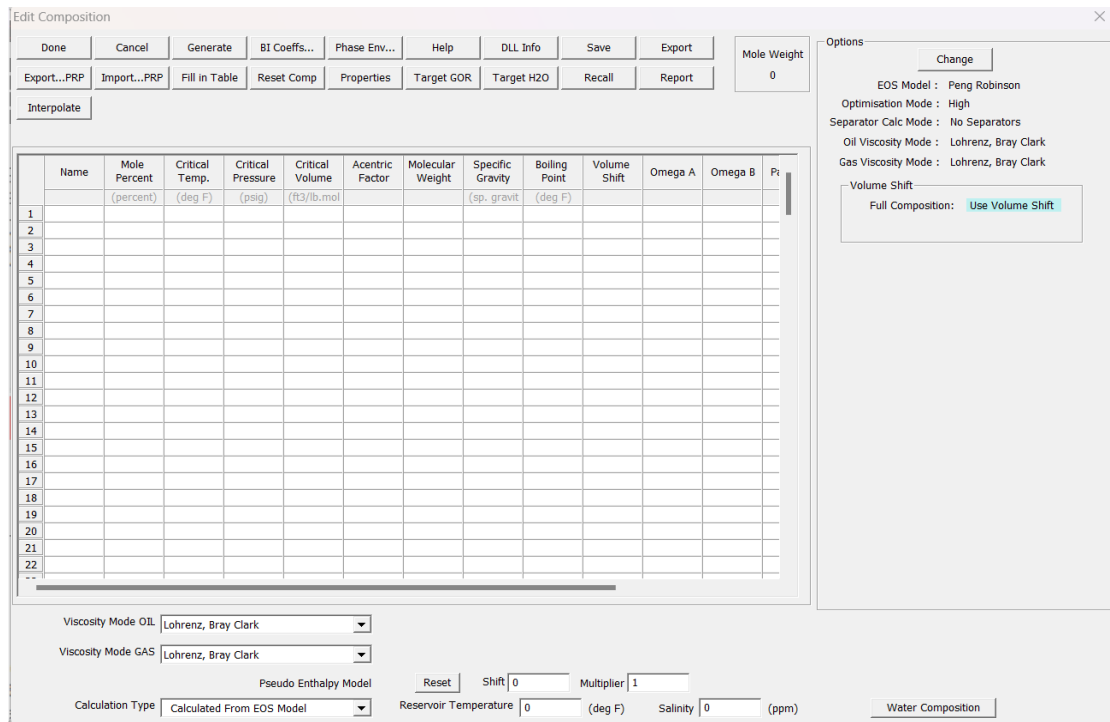 Edit Composition
Done Cancel Generate BI Coeffs... Phase Env... Help DLL Info Save Export
Export...PRP Import...PRP Fill in Table Reset Comp Properties Target GOR Target H2O Recall Report
Interpolate
Mole Weight
0
Options
Change
EOS Model : Peng Robinson
Optimisation Mode : High
Separator Calc Mode : No Separators
Oil Viscosity Mode : Lohrenz, Bray Clark
Gas Viscosity Mode : Lohrenz, Bray Clark
Volume Shift
Full Composition: Use Volume Shift
Name Mole Percent Critical Temp. Critical Pressure Critical Volume Acentric Factor Molecular Weight Specific Gravity Boiling Point Volume Shift Omega A Omega B Pa
(percent) (deg F) (psig) (ft3/lb.mol (sp. gravit (deg F)
1
2
3
4
5
6
7
8
9
10
11
12
13
14
15
16
17
18
19
20
21
22
Viscosity Mode OIL Lohrenz, Bray Clark
Viscosity Mode GAS Lohrenz, Bray Clark
Pseudo Enthalpy Model Reset Shift 0 Multiplier 1
Calculation Type Calculated From EOS Model Reservoir Temperature 0 (deg F) Salinity 0 (ppm) Water Composition